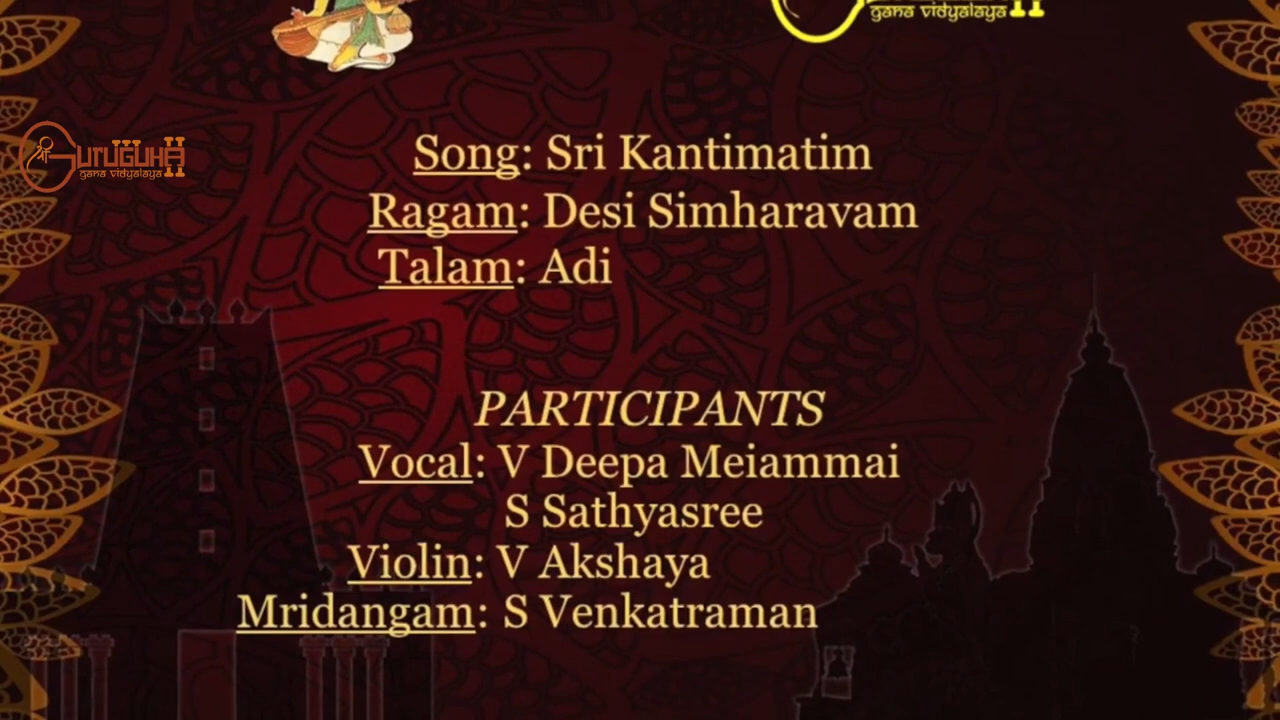 gana vidyalaya
GURUGUHA
gana vidyalaya
Song: Sri Kantimatim
Ragam: Desi Simharavam
Talam: Adi
PARTICIPANTS
Vocal: V Deepa Meiammai
S Sathyasree
Violin: V Akshaya
Mridangam: S Venkatraman